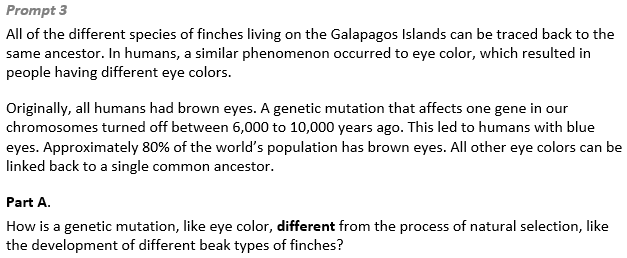 Prompt 3
All of the different species of finches living on the Galapagos Islands can be traced back to the
same ancestor. In humans, a similar phenomenon occurred to eye color, which resulted in
people having different eye colors.
Originally, all humans had brown eyes. A genetic mutation that affects one gene in our
chromosomes turned off between 6,000 to 10,000 years ago. This led to humans with blue
eyes. Approximately 80% of the world's population has brown eyes. All other eye colors can be
linked back to a single common ancestor.
Part A.
How is a genetic mutation, like eye color, different from the process of natural selection, like
the development of different beak types of finches?